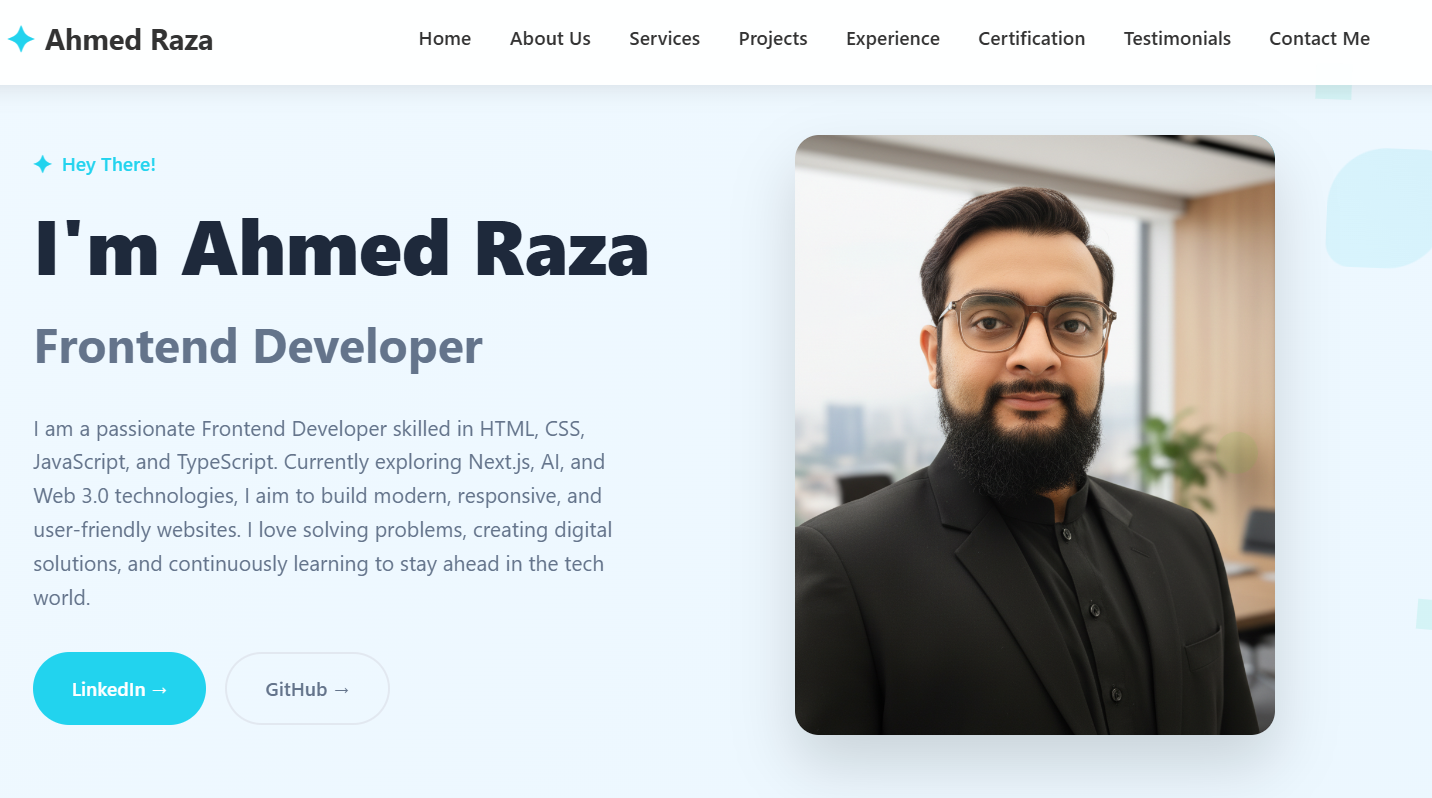 Ahmed Raza
Home About Us Services Projects Experience Certification Testimonials Contact Me
Hey There!
I'm Ahmed Raza
Frontend Developer
I am a passionate Frontend Developer skilled in HTML, CSS,
JavaScript, and TypeScript. Currently exploring Next.js, AI, and
Web 3.0 technologies, I aim to build modern, responsive, and
user-friendly websites. I love solving problems, creating digital
solutions, and continuously learning to stay ahead in the tech
world.
LinkedIn → GitHub →